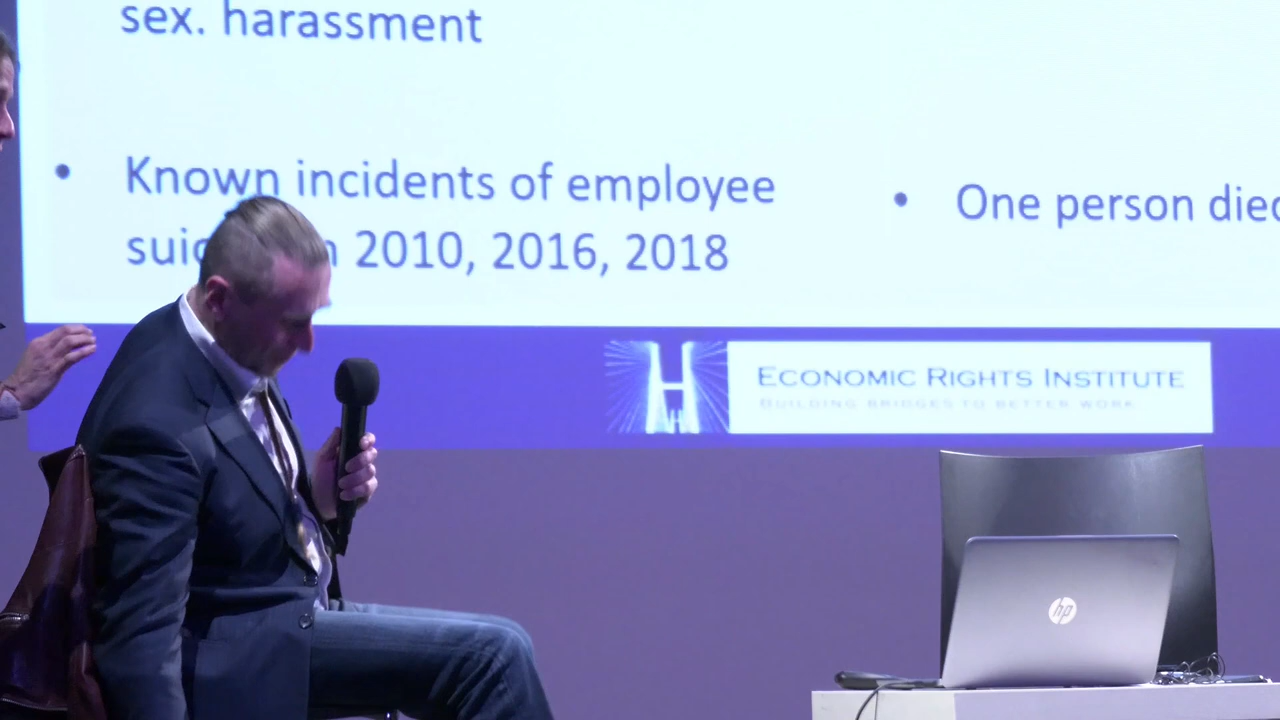 sex. harassment
• Known incidents of employee
2010, 2016, 2018
• One person died
ECONOMIC RIGHTS INSTITUTE
BUILDING BRIDGES TO BETTER WORK
hp